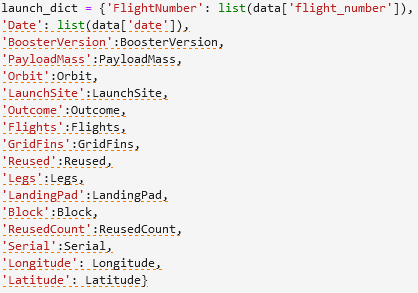 launch_dict = {'FlightNumber': list(data['flight_number']),
'Date': list(data['date']),
'BoosterVersion':BoosterVersion,
'PayloadMass':PayloadMass,
'Orbit':Orbit,
'LaunchSite':LaunchSite,
'Outcome':Outcome,
'Flights':Flights,
'GridFins':GridFins,
'Reused':Reused,
'Legs':Legs,
'LandingPad':LandingPad,
'Block':Block,
'ReusedCount':ReusedCount,
'Serial':Serial,
'Longitude': Longitude,
'Latitude': Latitude}